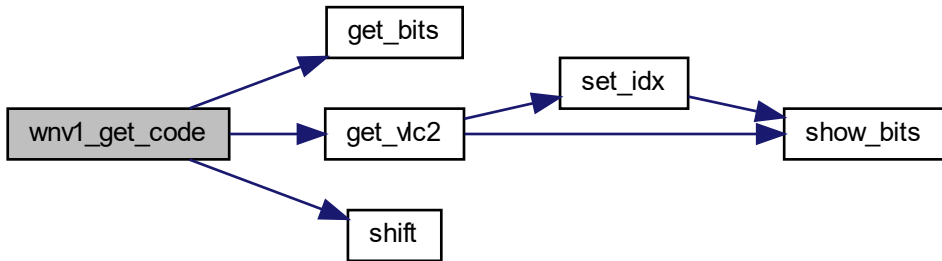 get_bits
set_idx
wnv1_get_code
get_vlc2
show_bits
shift